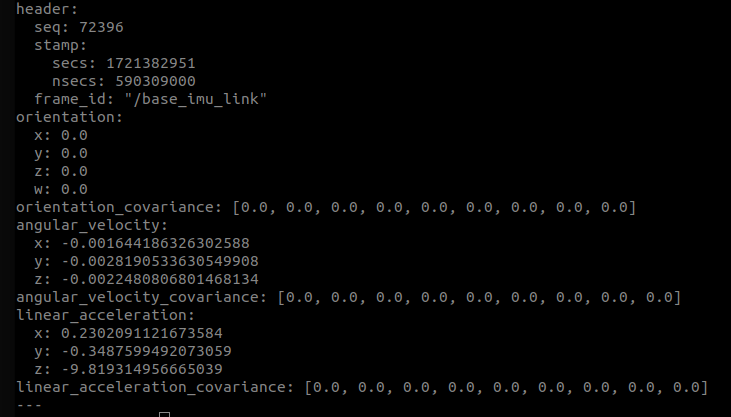 header:
  seq: 72396
  stamp:
    secs: 1721382951
    nsecs: 590309000
  frame_id: "/base_imu_link"
orientation:
  x: 0.0
  y: 0.0
  z: 0.0
  w: 0.0
orientation_covariance: [0.0, 0.0, 0.0, 0.0, 0.0, 0.0, 0.0, 0.0, 0.0]
angular_velocity:
  x: -0.001644186326302588
  y: -0.0028190533630549908
  z: -0.0022480806801468134
angular_velocity_covariance: [0.0, 0.0, 0.0, 0.0, 0.0, 0.0, 0.0, 0.0, 0.0]
linear_acceleration:
  x: 0.2302091121673584
  y: -0.3487599492073059
  z: -9.819314956665039
linear_acceleration_covariance: [0.0, 0.0, 0.0, 0.0, 0.0, 0.0, 0.0, 0.0, 0.0]
---